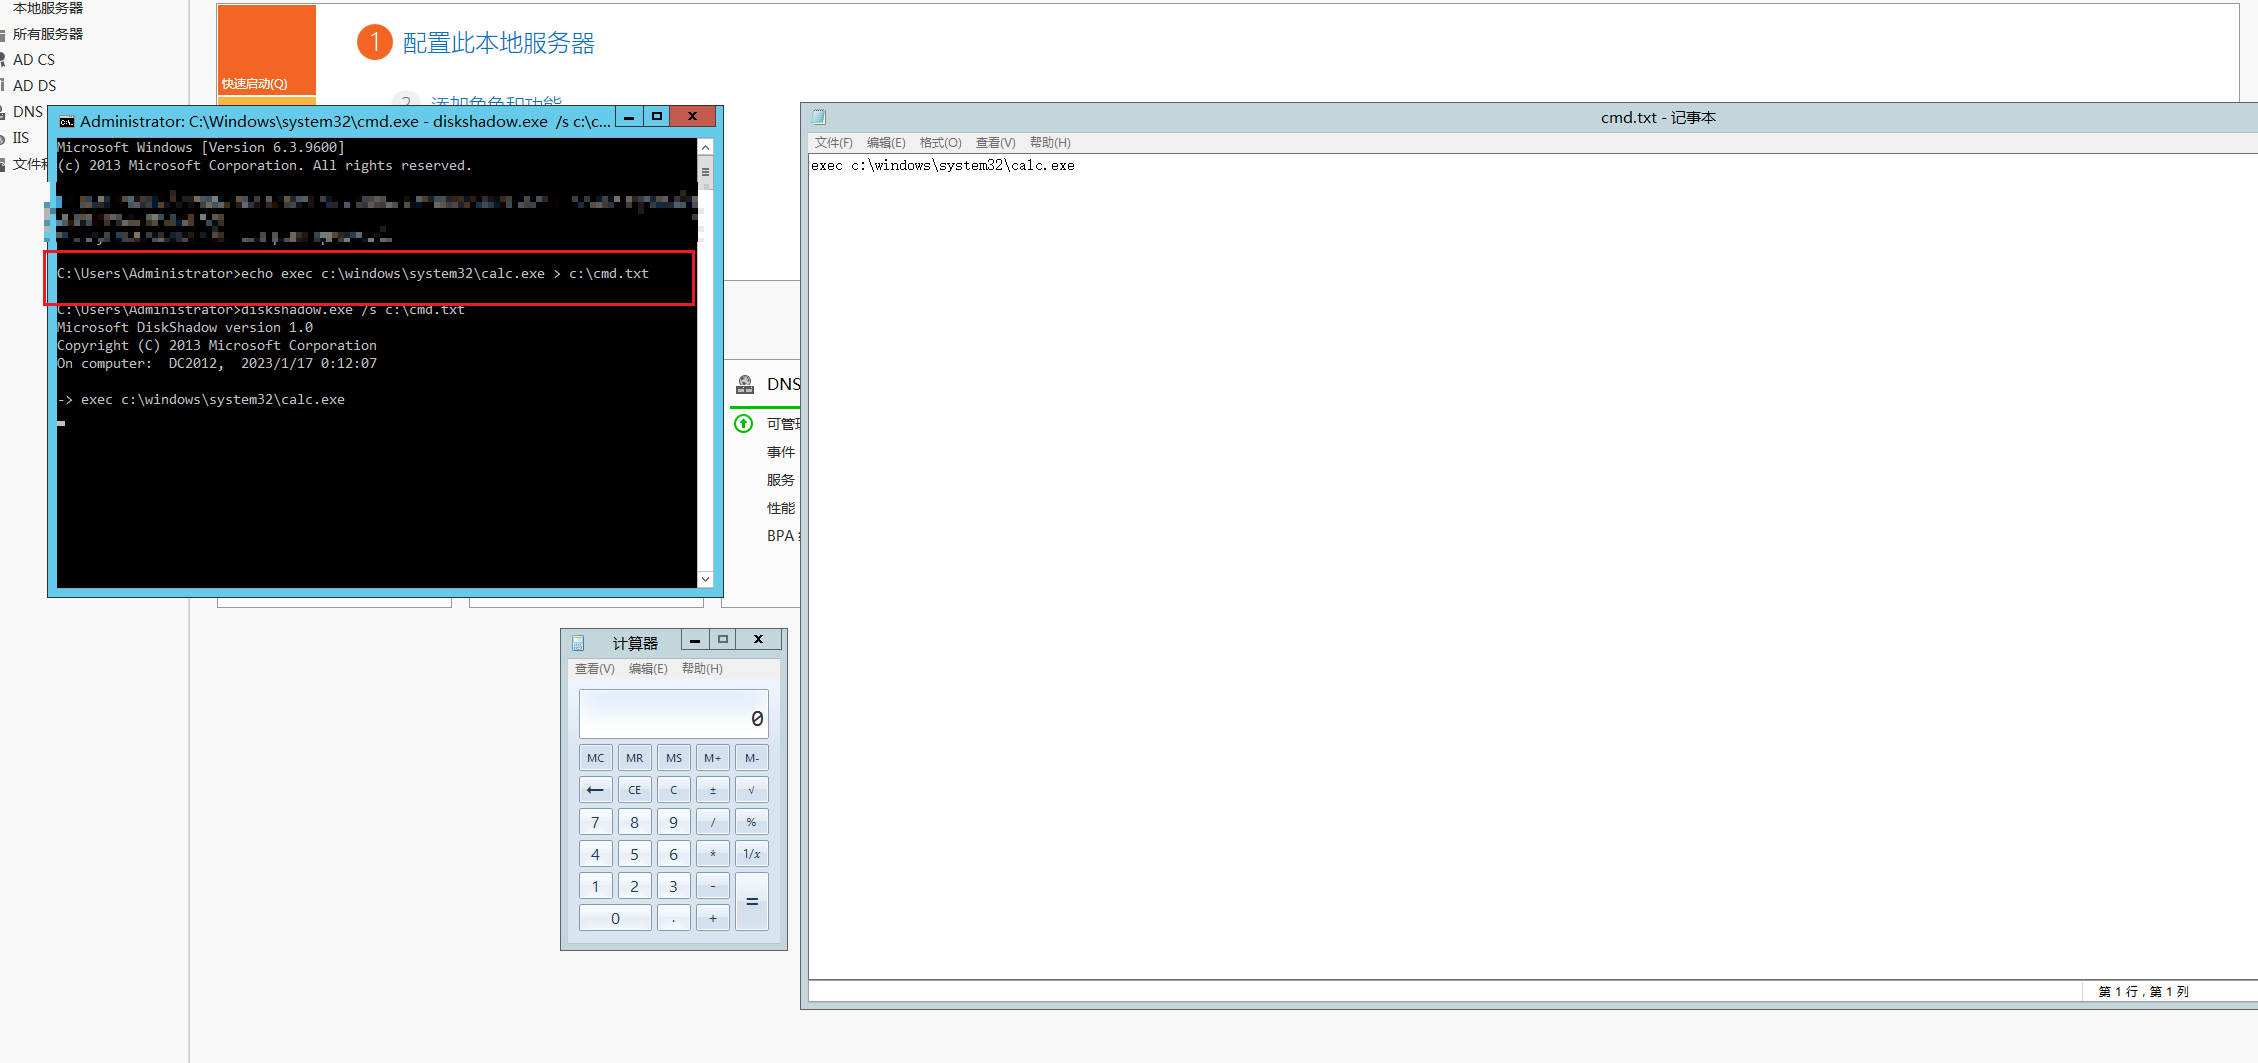 本地服务器
所有服务器
AD CS
AD DS
DNS
IIS
快速启动(Q)
1 配置此本地服务器
2 添加角色和功能
Administrator: C:\Windows\system32\cmd.exe - diskshadow.exe /s c:\c...
Microsoft Windows [Version 6.3.9600]
(c) 2013 Microsoft Corporation. All rights reserved.
C:\Users\Administrator>echo exec c:\windows\system32\calc.exe > c:\cmd.txt
C:\Users\Administrator>diskshadow.exe /s c:\cmd.txt
Microsoft DiskShadow version 1.0
Copyright (C) 2013 Microsoft Corporation
On computer:  DC2012,  2023/1/17 0:12:07
-> exec c:\windows\system32\calc.exe
DNS
事件
服务
性能
BPA
计算器
查看(V) 编辑(E) 帮助(H)
0
MC MR MS M+ M-
← CE C ± √
7 8 9 / %
4 5 6 * 1/x
1 2 3 - =
0 . +
cmd.txt - 记事本
文件(F) 编辑(E) 格式(O) 查看(V) 帮助(H)
exec c:\windows\system32\calc.exe
第 1 行，第 1 列